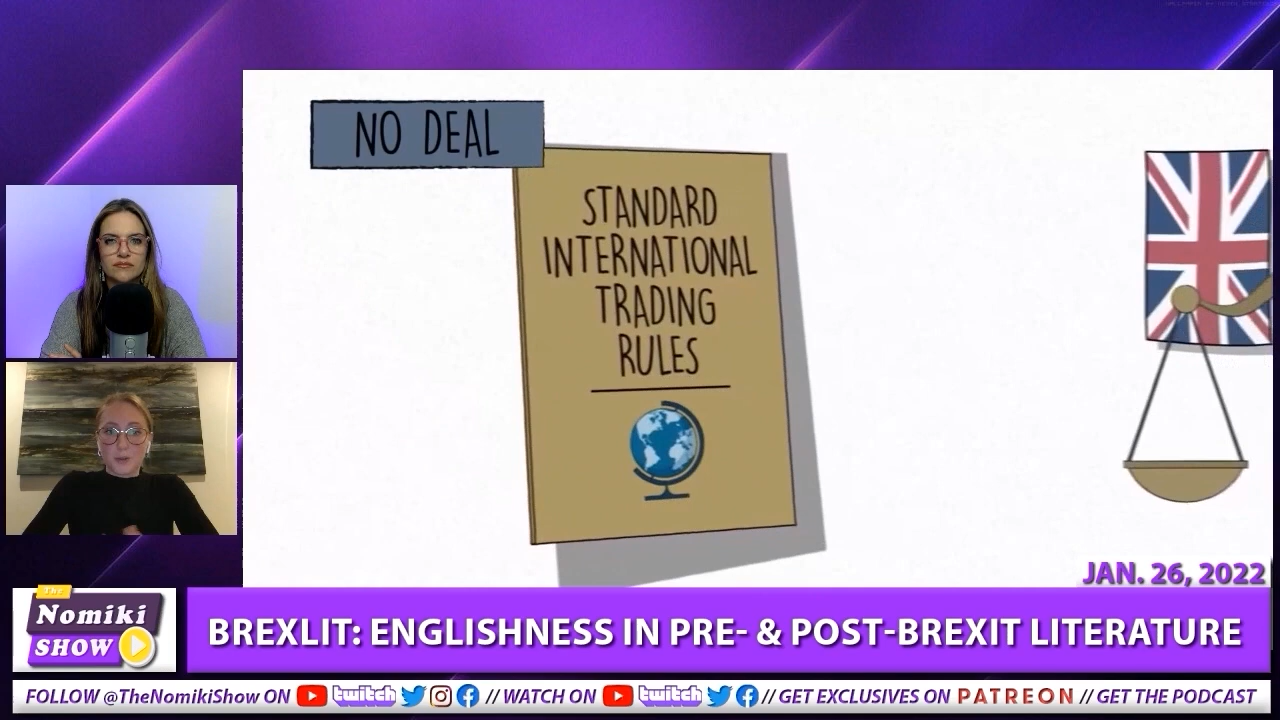 NO DEAL
STANDARD
INTERNATIONAL
TRADING
RULES
JAN. 26, 2022
The
Nomiki
SHOW
BREXLIT: ENGLISHNESS IN PRE- & POST-BREXIT LITERATURE
FOLLOW @TheNomikiShow ON twitch // WATCH ON twitch // GET EXCLUSIVES ON PATREON // GET THE PODCAST